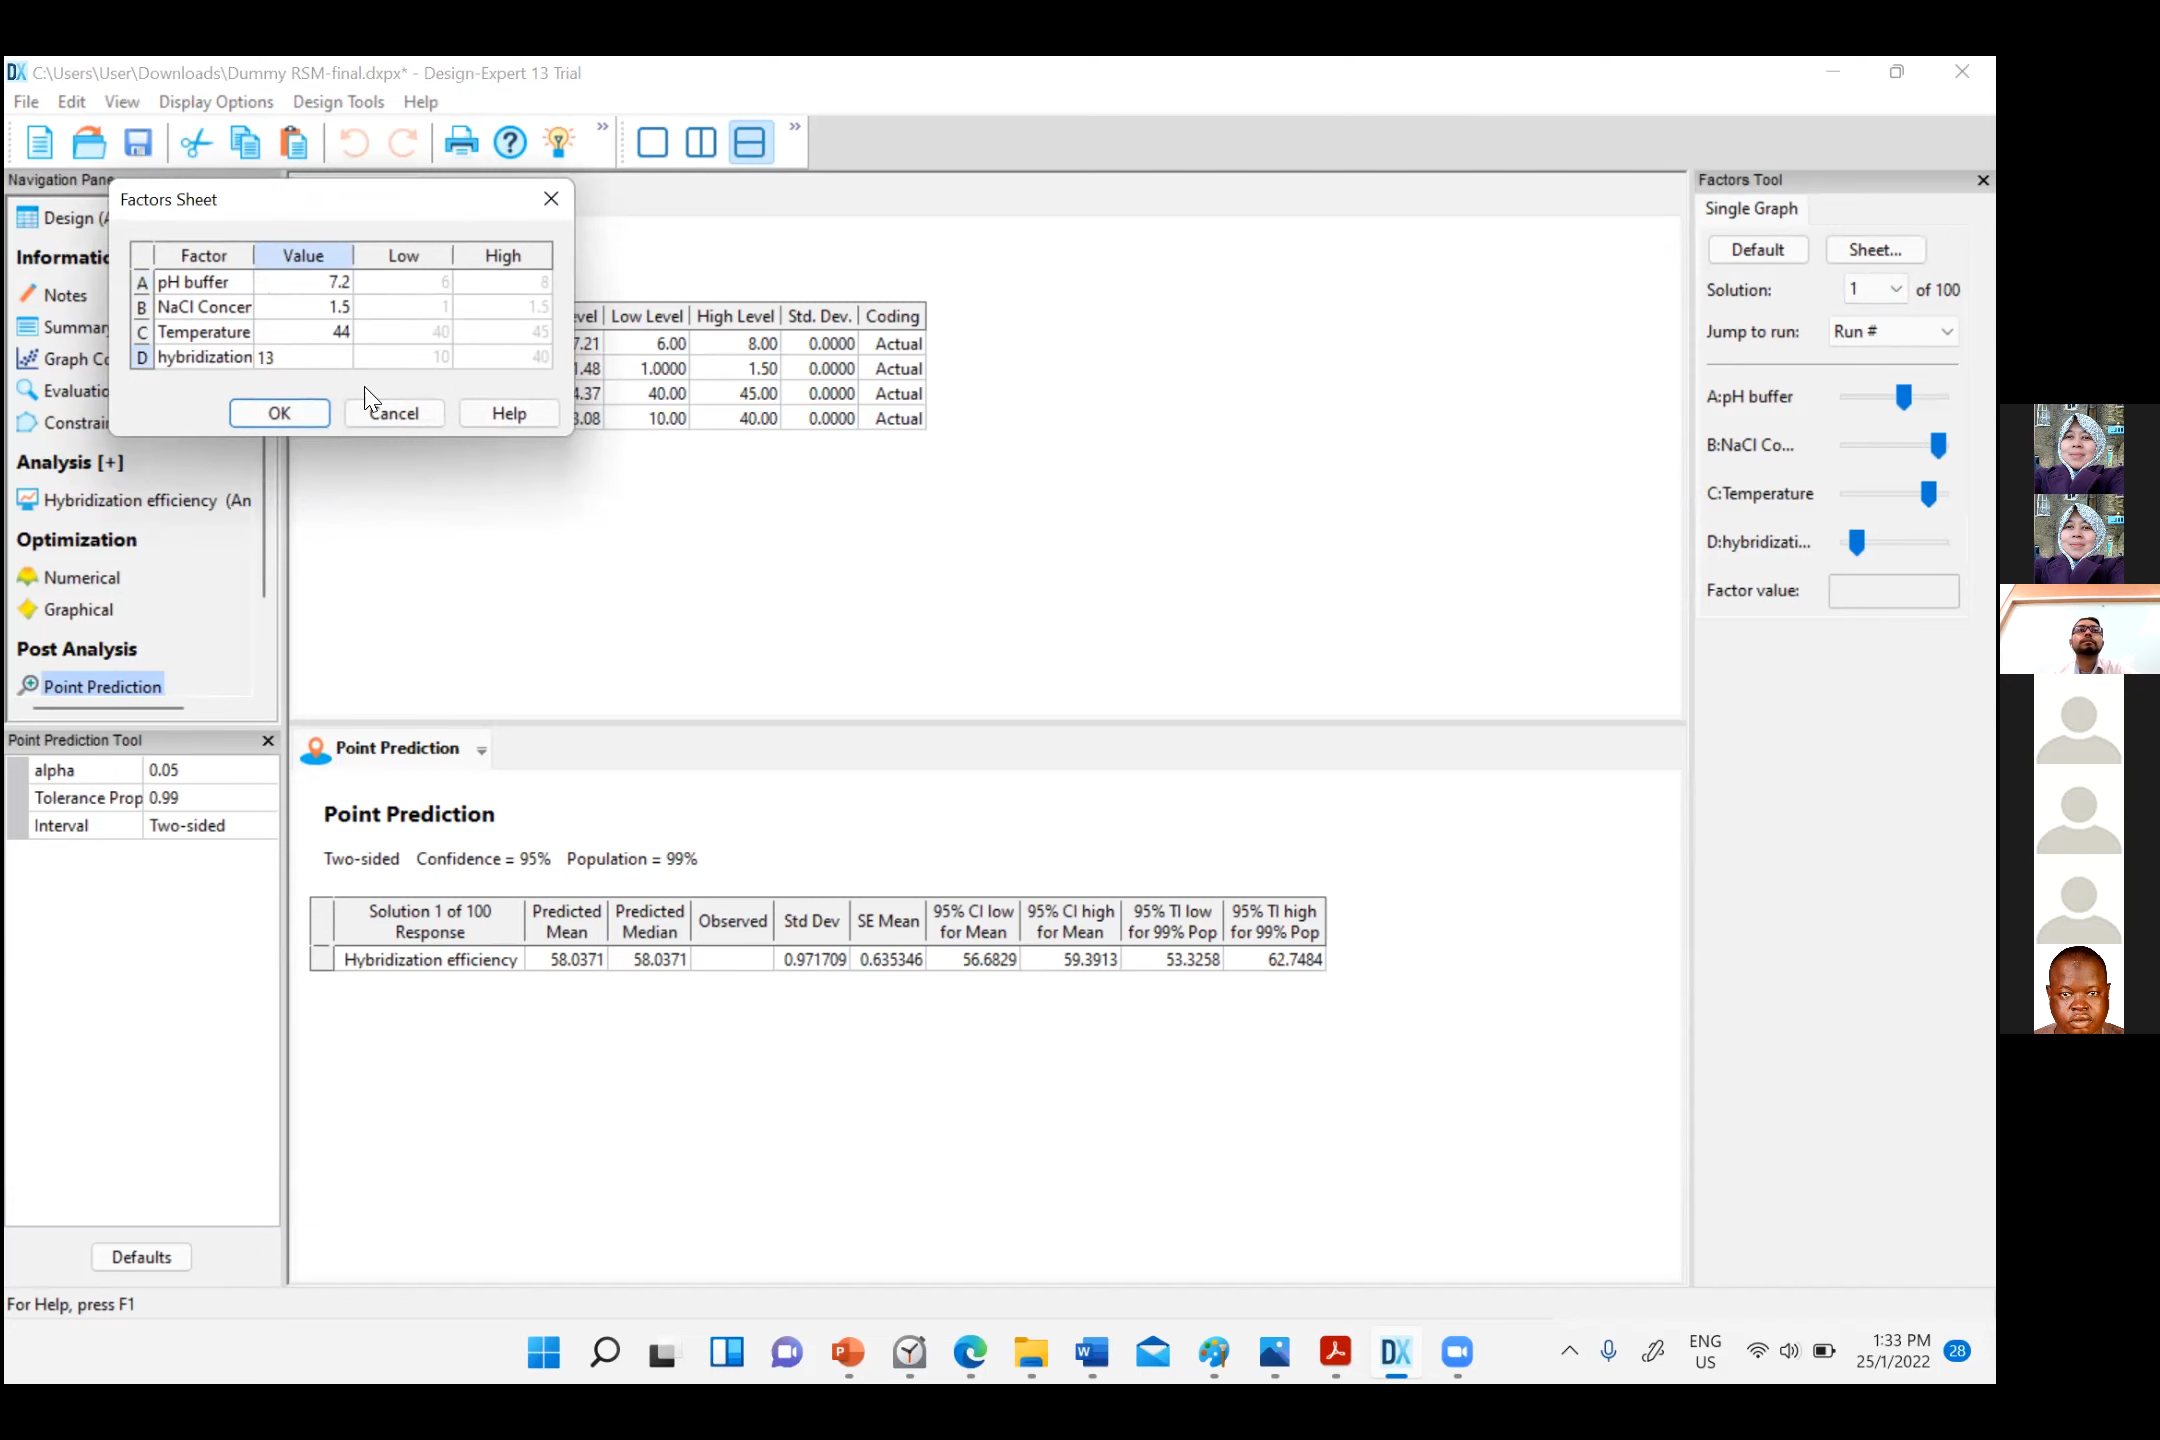 DX C:\Users\User\Downloads\Dummy RSM-final.dxpx* - Design-Expert 13 Trial
File Edit View Display Options Design Tools Help
Navigation Pane
Factors Sheet
Factor Value Low High
A pH buffer 7.2 6 8
B NaCl Concer 1.5 1 1.5
C Temperature 44 40 45
D hybridization 13 10 40
OK Cancel Help
Design (A
Informatic
Notes
Summar
Graph Co
Evaluatio
Constrair
Analysis [+]
Hybridization efficiency (An
Optimization
Numerical
Graphical
Post Analysis
Point Prediction
evel Low Level High Level Std. Dev. Coding
7.21 6.00 8.00 0.0000 Actual
1.48 1.0000 1.50 0.0000 Actual
4.37 40.00 45.00 0.0000 Actual
3.08 10.00 40.00 0.0000 Actual
Factors Tool
Single Graph
Default Sheet...
Solution: 1 of 100
Jump to run: Run #
A:pH buffer
B:NaCl Co...
C:Temperature
D:hybridizati...
Factor value:
Point Prediction Tool
alpha 0.05
Tolerance Prop 0.99
Interval Two-sided
Defaults
Point Prediction
Point Prediction
Two-sided Confidence = 95% Population = 99%
Solution 1 of 100 Response Predicted Mean Predicted Median Observed Std Dev SE Mean 95% CI low for Mean 95% CI high for Mean 95% TI low for 99% Pop 95% TI high for 99% Pop
Hybridization efficiency 58.0371 58.0371 0.971709 0.635346 56.6829 59.3913 53.3258 62.7484
For Help, press F1
P
W
DX
ENG
US
1:33 PM
25/1/2022
28